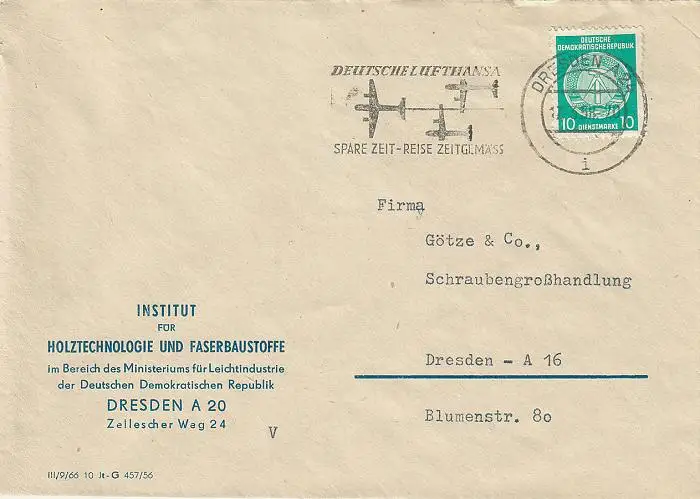 DEUTSCHE LUFTHANSA
SPARE ZEIT-REISE ZEITGEMÄSS
DEUTSCHE
DEMOKRATISCHE REPUBLIK
10 DIENSTMARKE 10
DRESDEN A
i
Firma
Götze & Co.,
Schraubengroßhandlung
Dresden - A 16
Blumenstr. 80
INSTITUT
FÜR
HOLZTECHNOLOGIE UND FASERBAUSTOFFE
im Bereich des Ministeriums für Leichtindustrie
der Deutschen Demokratischen Republik
DRESDEN A 20
Zellescher Weg 24
V
III/9/66 10 Jt-G 457/56